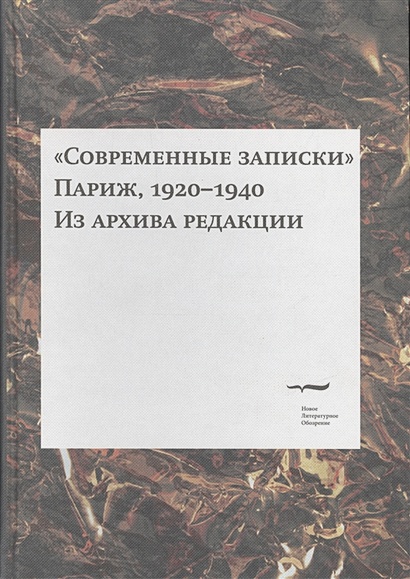 «Современные записки»
Париж, 1920–1940
Из архива редакции
Новое
Литературное
Обозрение